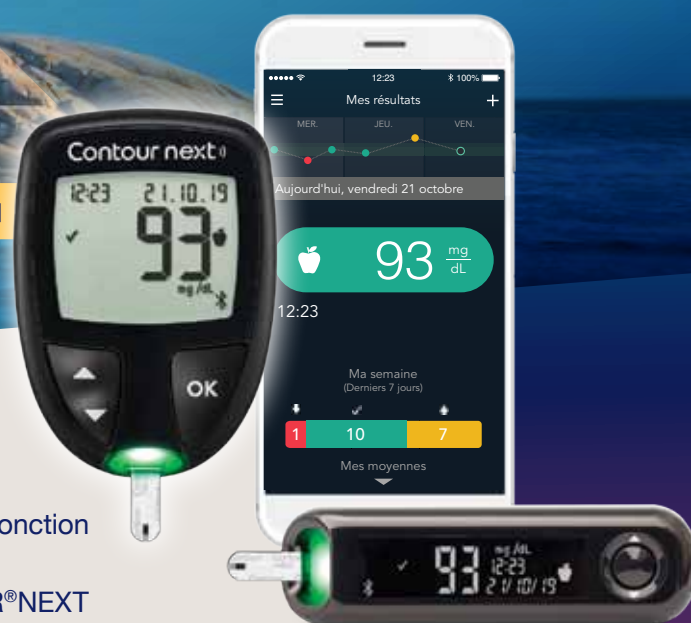 Contour next
12:23 21.10.19
93
mg/dL
OK
12:23
100%
Mes résultats
MER. JEU. VEN.
Aujourd'hui, vendredi 21 octobre
93 mg
dL
12:23
Ma semaine
(Derniers 7 jours)
1 10 7
Mes moyennes
onction
®NEXT
93
mg/dL
12:23
21/10/19